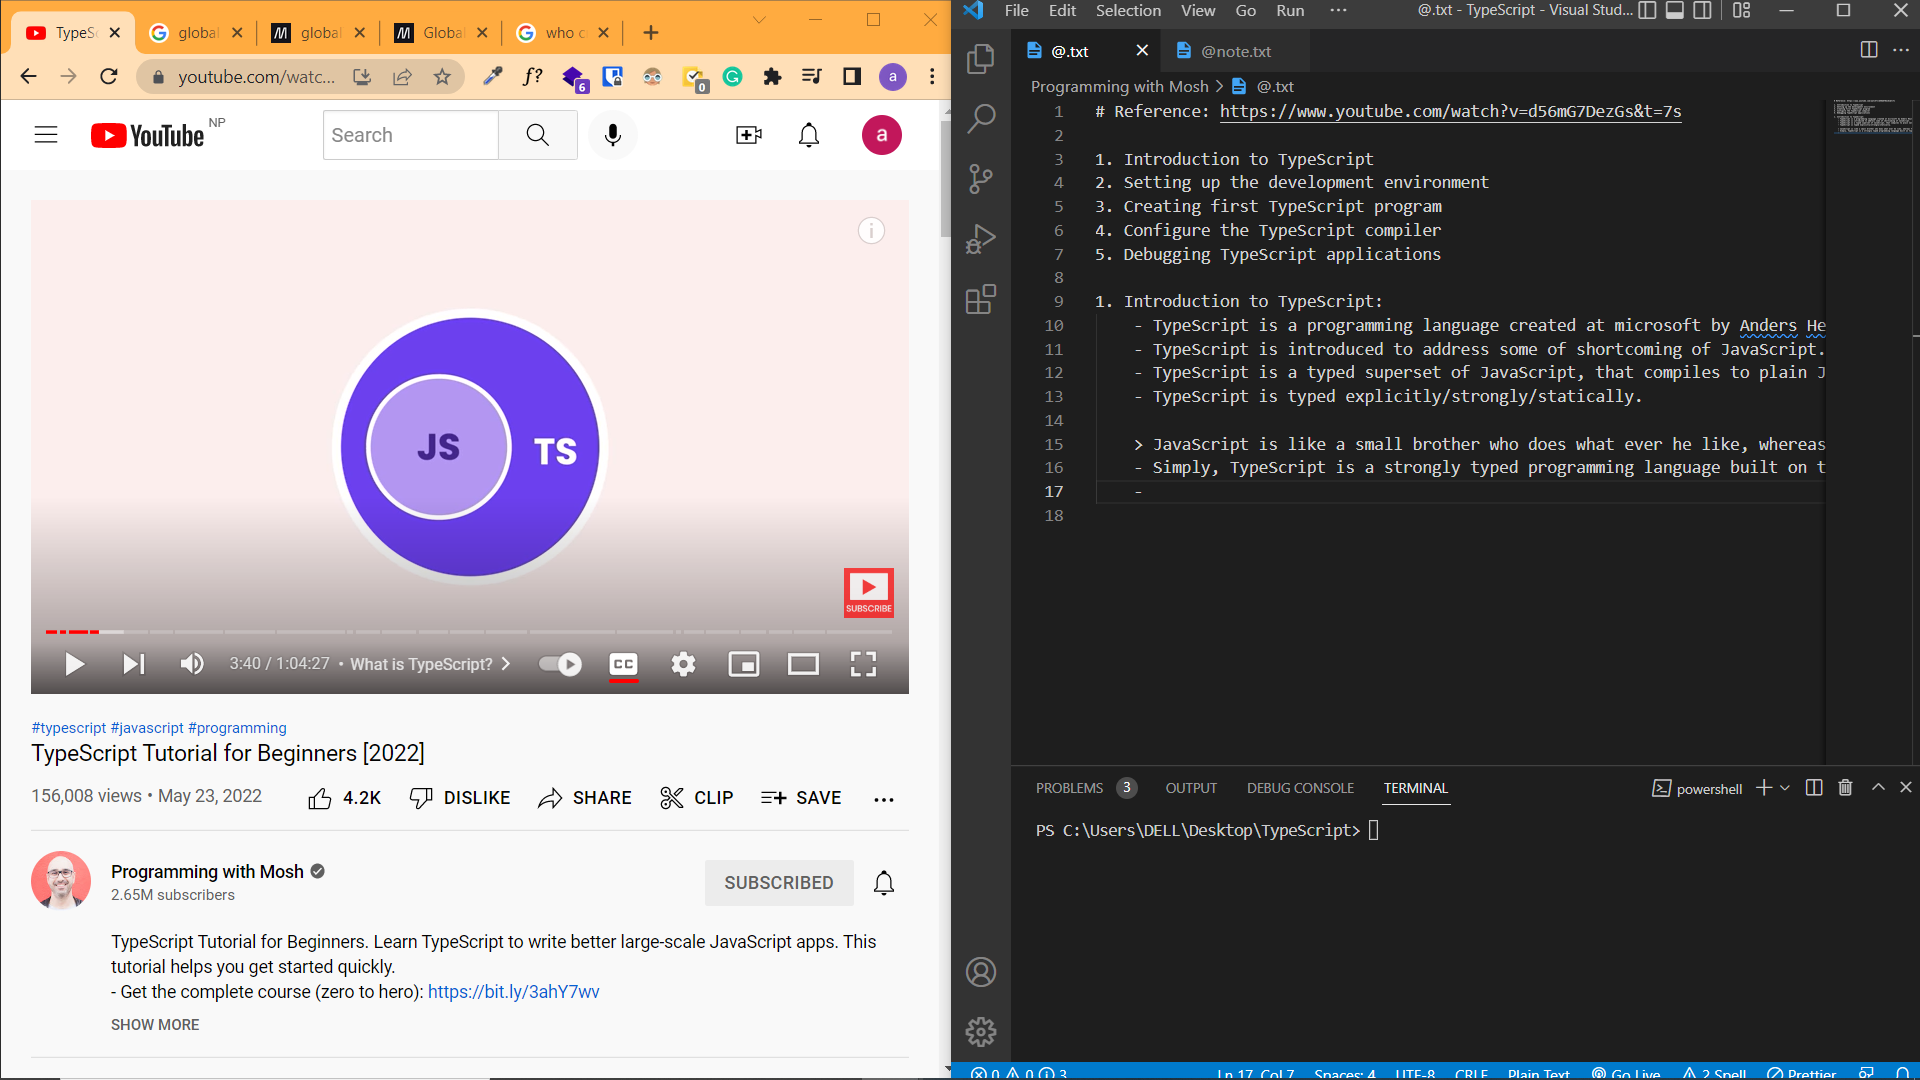 TypeS
global
global
Global
who c
youtube.com/watc...
f?
6
0
a
YouTube NP
Search
a
JS
TS
SUBSCRIBE
3:40 / 1:04:27 • What is TypeScript?
CC
#typescript #javascript #programming
TypeScript Tutorial for Beginners [2022]
156,008 views • May 23, 2022
4.2K DISLIKE SHARE CLIP SAVE
Programming with Mosh
2.65M subscribers
SUBSCRIBED
TypeScript Tutorial for Beginners. Learn TypeScript to write better large-scale JavaScript apps. This
tutorial helps you get started quickly.
- Get the complete course (zero to hero): https://bit.ly/3ahY7wv
SHOW MORE
File Edit Selection View Go Run ··· @.txt - TypeScript - Visual Stud...
@.txt @note.txt
Programming with Mosh > @.txt
1 # Reference: https://www.youtube.com/watch?v=d56mG7DezGs&t=7s
2
3 1. Introduction to TypeScript
4 2. Setting up the development environment
5 3. Creating first TypeScript program
6 4. Configure the TypeScript compiler
7 5. Debugging TypeScript applications
8
9 1. Introduction to TypeScript:
10 - TypeScript is a programming language created at microsoft by Anders He
11 - TypeScript is introduced to address some of shortcoming of JavaScript.
12 - TypeScript is a typed superset of JavaScript, that compiles to plain J
13 - TypeScript is typed explicitly/strongly/statically.
14
15 > JavaScript is like a small brother who does what ever he like, whereas
16 - Simply, TypeScript is a strongly typed programming language built on t
17 -
18
PROBLEMS 3 OUTPUT DEBUG CONSOLE TERMINAL powershell
PS C:\Users\DELL\Desktop\TypeScript>
0 0 3 Ln 17, Col 7 Spaces: 4 UTF-8 CRLF Plain Text Go Live 2 Spell Prettier